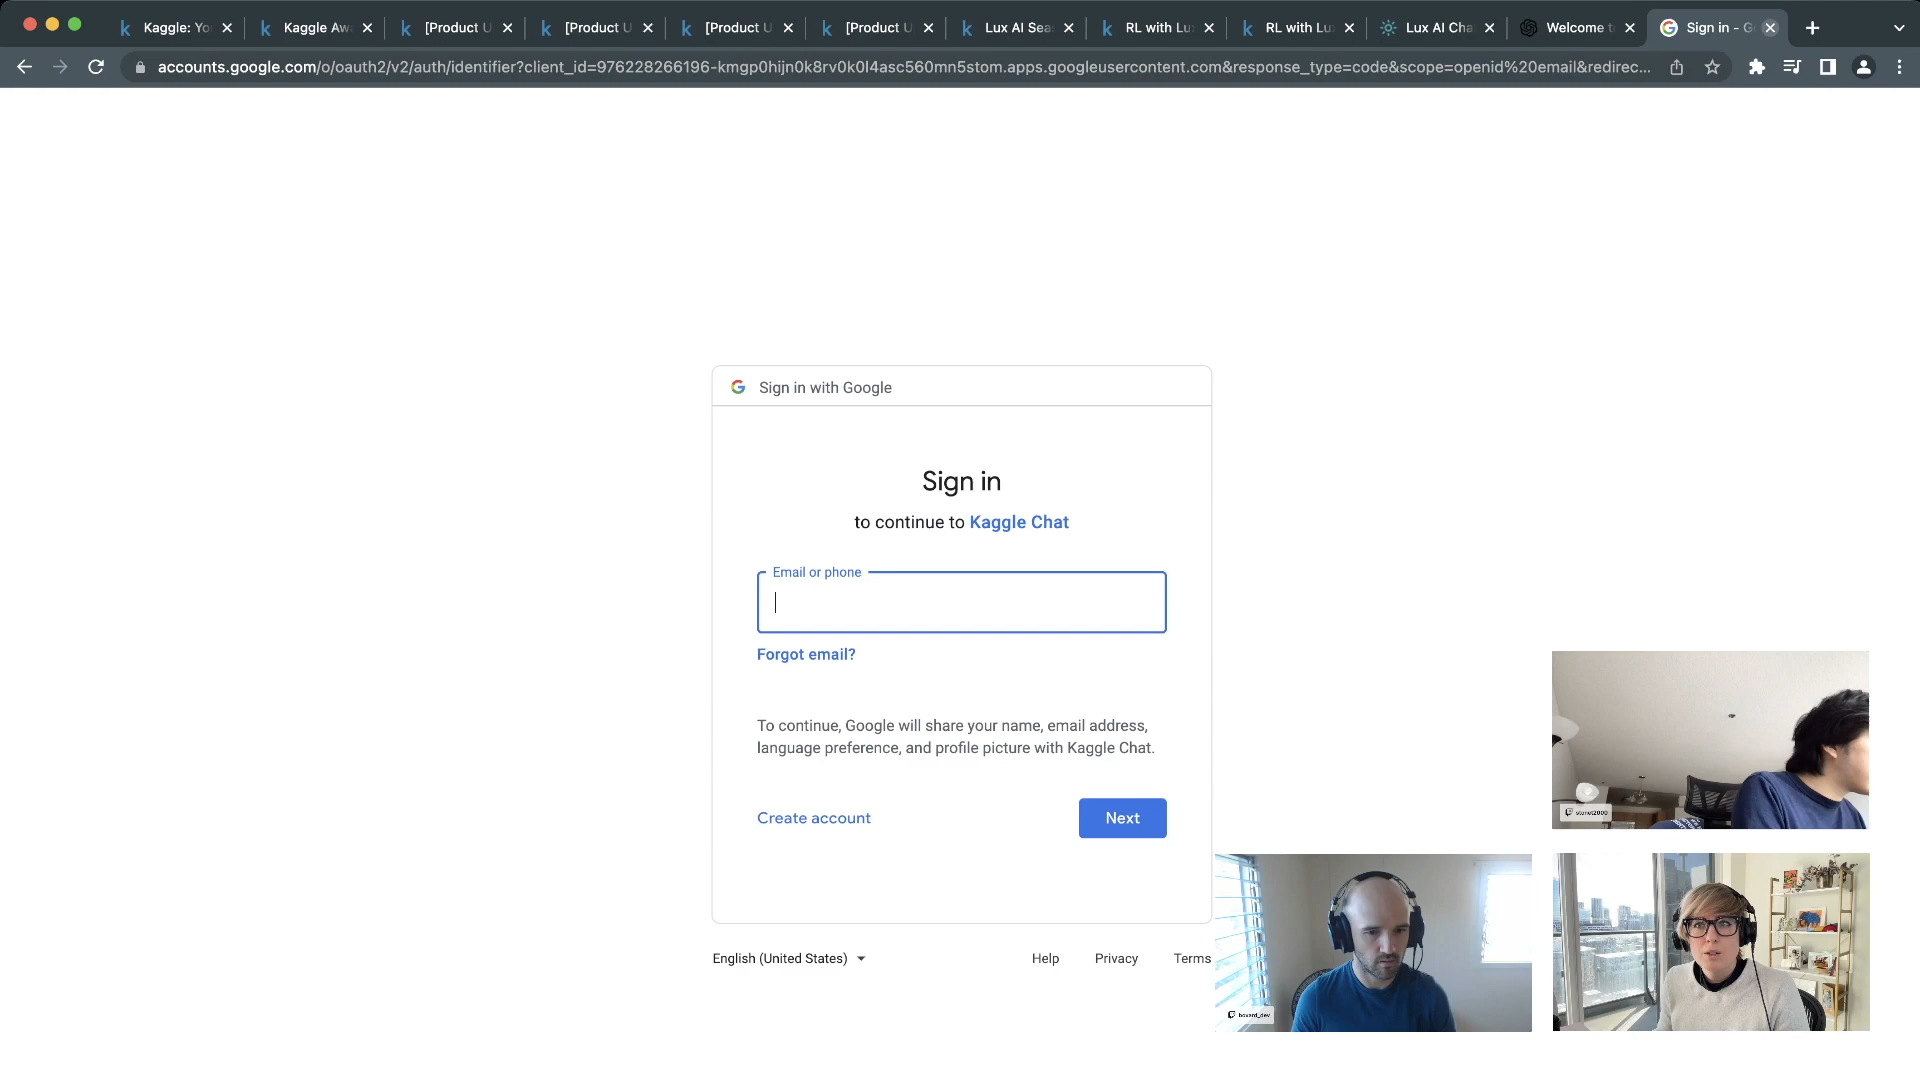 Kaggle: Yo
Kaggle Aw
[Product U
[Product U
[Product U
[Product U
Lux AI Sea
RL with Lu
RL with Lu
Lux AI Cha
Welcome t
Sign in - G
accounts.google.com/o/oauth2/v2/auth/identifier?client_id=976228266196-kmgp0hijn0k8rv0k0l4asc560mn5stom.apps.googleusercontent.com&response_type=code&scope=openid%20email&redirec...
Sign in with Google
Sign in
to continue to Kaggle Chat
Email or phone
Forgot email?
To continue, Google will share your name, email address,
language preference, and profile picture with Kaggle Chat.
Create account
Next
English (United States)
Help
Privacy
Terms
stonet2000
bovard_dev